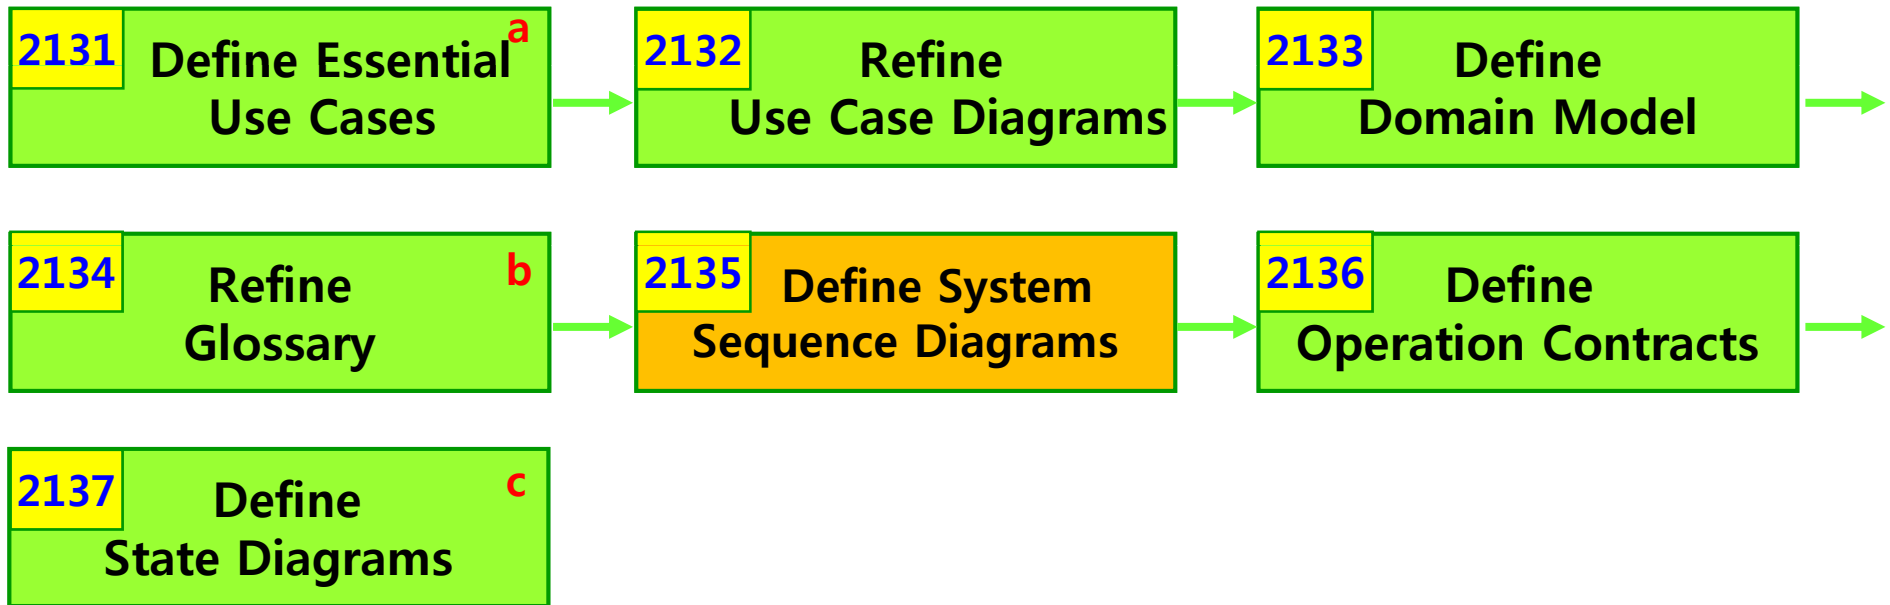 2131
Define Essential a
Use Cases
2132
Refine
Use Case Diagrams
2133
Define
Domain Model
2134
Refine b
Glossary
2135
Define System
Sequence Diagrams
2136
Define
Operation Contracts
2137
Define c
State Diagrams